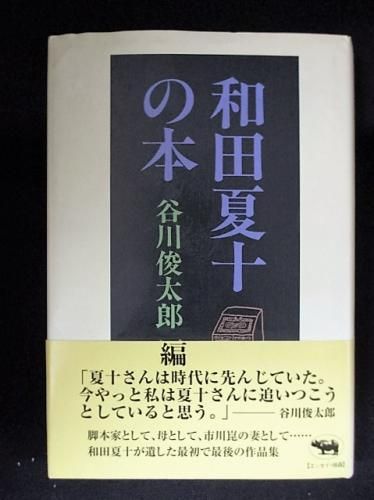 和田夏十
の本
谷川俊太郎 編
「夏十さんは時代に先んじていた。
今やっと私は夏十さんに追いつこう
としていると思う。」――谷川俊太郎
脚本家として、母として、市川崑の妻として……
和田夏十が遺した最初で最後の作品集